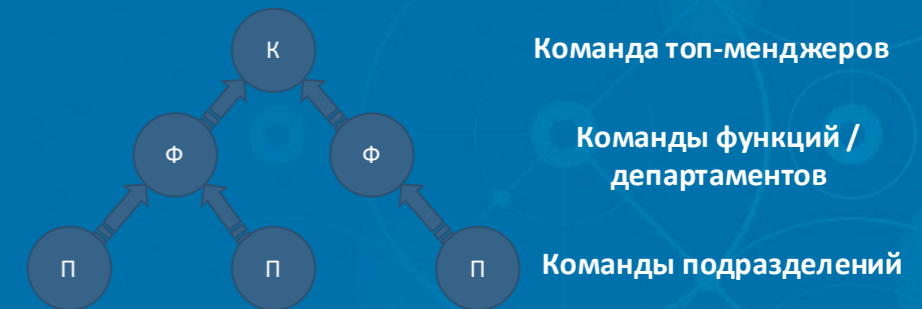 К
Команда топ-менджеров
Ф
Ф
Команды функций /
департаментов
П
П
П
Команды подразделений